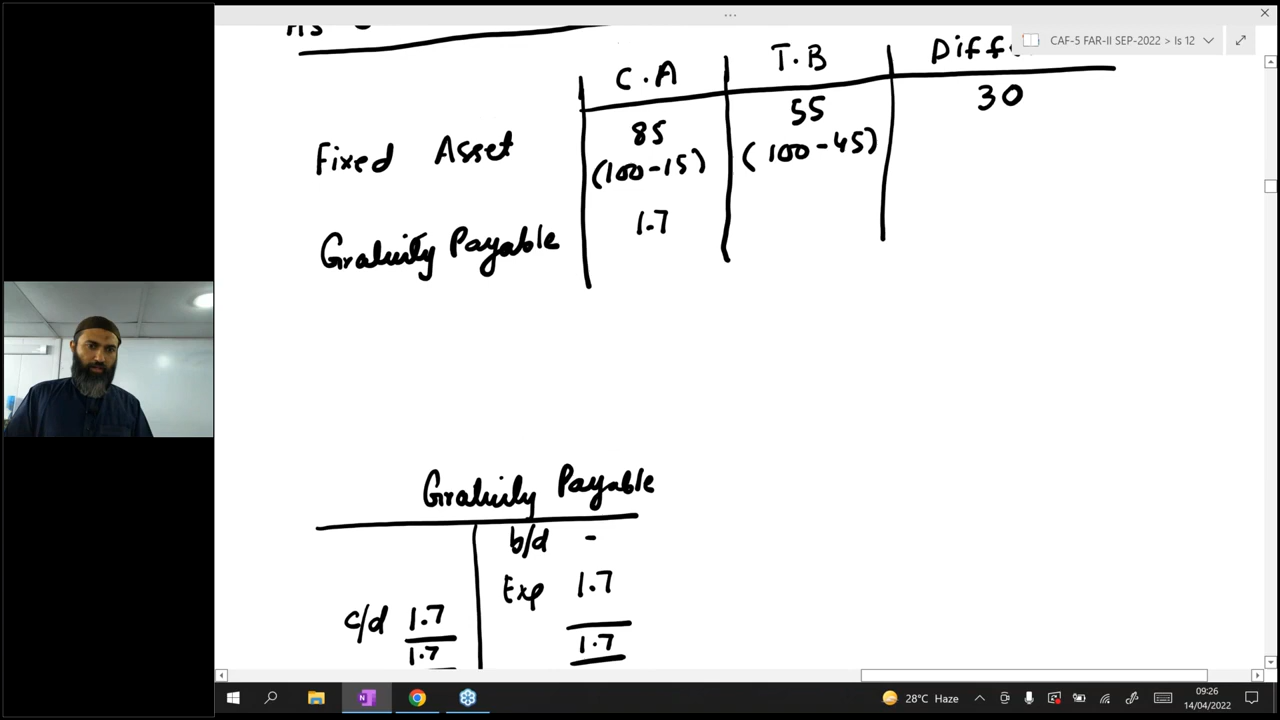 CAF-5 FAR-II SEP-2022 > Is 12
C.A T.B
Fixed Asset 85 55 30
(100-15) (100-45)
Gratuity Payable 1.7
Gratuity Payable
b/d -
Exp 1.7
c/d 1.7
1.7 1.7
28°C Haze
09:26
14/04/2022